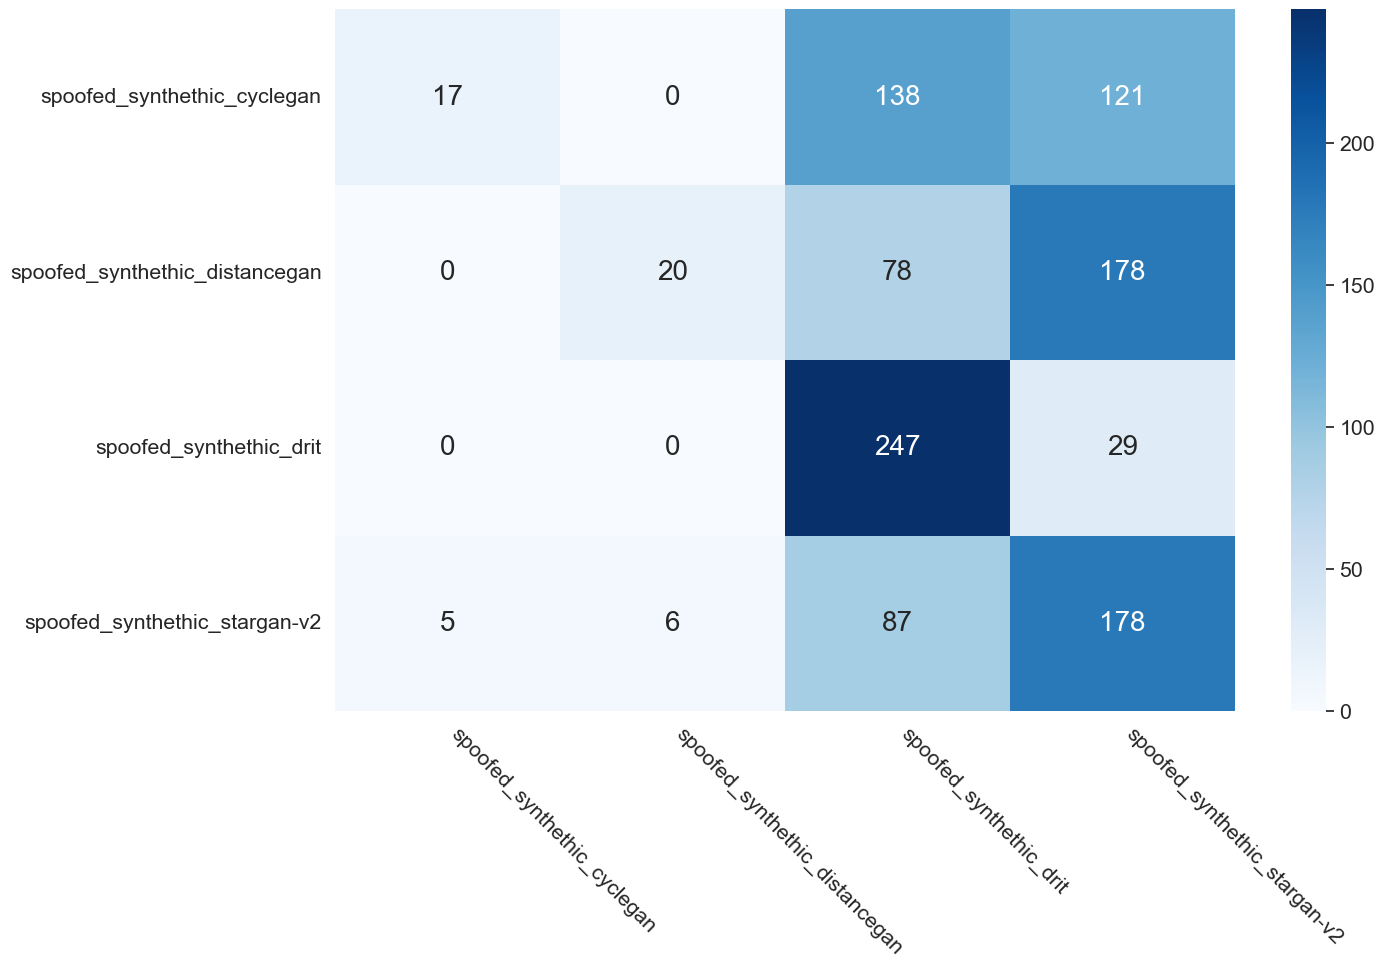 spoofed_synthethic_cyclegan 17 0 138 121
200
spoofed_synthethic_distancegan 0 20 78 178
150
100
spoofed_synthethic_drit 0 0 247 29
50
spoofed_synthethic_stargan-v2 5 6 87 178
0
spoofed_synthethic_cyclegan
spoofed_synthethic_distancegan
spoofed_synthethic_drit
spoofed_synthethic_stargan-v2